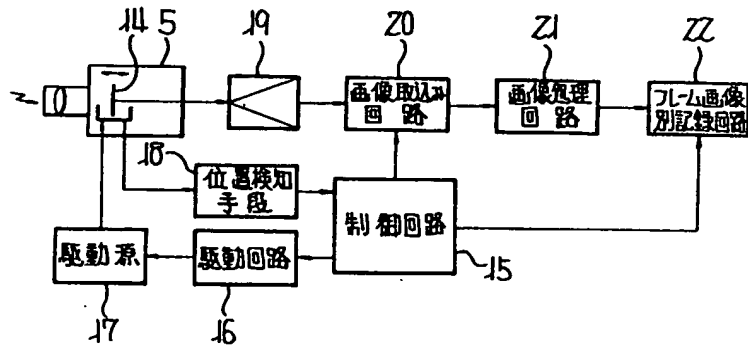 14
5
19
20
21
22
画像取込み
回路
画像処理
回路
フレーム画像
別記録回路
18
位置検知
手段
制御回路
15
駆動源
駆動回路
17
16